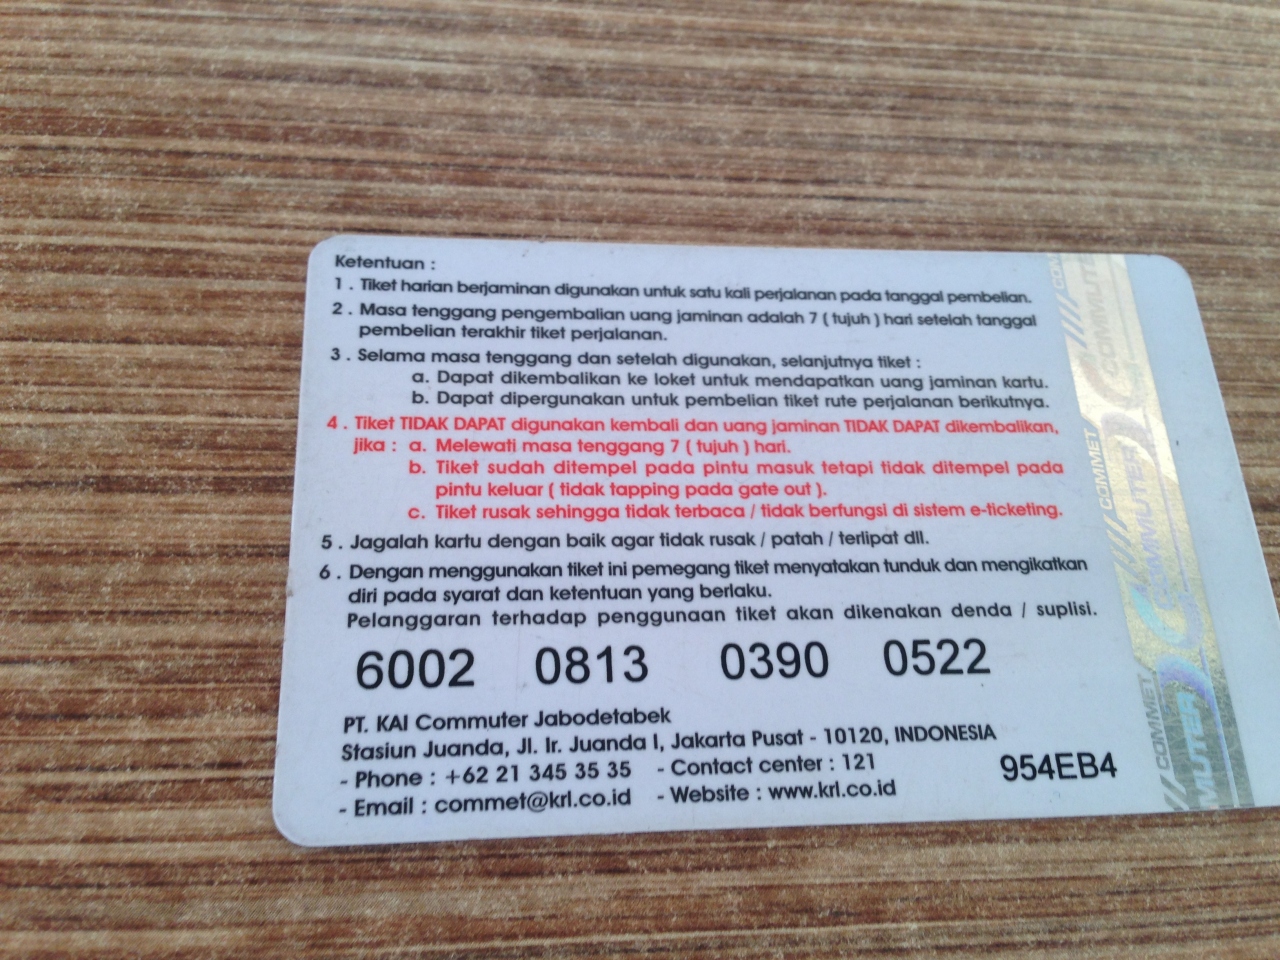 Ketentuan :
1 . Tiket harian berjaminan digunakan untuk satu kali perjalanan pada tanggal pembelian.
2 . Masa tenggang pengembalian uang jaminan adalah 7 ( tujuh ) hari setelah tanggal
pembelian terakhir tiket perjalanan.
3 . Selama masa tenggang dan setelah digunakan, selanjutnya tiket :
a. Dapat dikembalikan ke loket untuk mendapatkan uang jaminan kartu.
b. Dapat dipergunakan untuk pembelian tiket rute perjalanan berikutnya.
4 . Tiket TIDAK DAPAT digunakan kembali dan uang jaminan TIDAK DAPAT dikembalikan,
jika : a. Melewati masa tenggang 7 ( tujuh ) hari.
b. Tiket sudah ditempel pada pintu masuk tetapi tidak ditempel pada
pintu keluar ( tidak tapping pada gate out ).
c. Tiket rusak sehingga tidak terbaca / tidak berfungsi di sistem e-ticketing.
5 . Jagalah kartu dengan baik agar tidak rusak / patah / terlipat dll.
6 . Dengan menggunakan tiket ini pemegang tiket menyatakan tunduk dan mengikatkan
diri pada syarat dan ketentuan yang berlaku.
Pelanggaran terhadap penggunaan tiket akan dikenakan denda / suplisi.
6002 0813 0390 0522
PT. KAI Commuter Jabodetabek
Stasiun Juanda, Jl. Ir. Juanda I, Jakarta Pusat - 10120, INDONESIA
- Phone : +62 21 345 35 35 - Contact center : 121
- Email : commet@krl.co.id - Website : www.krl.co.id
954EB4
COMMUTER
COMMET
COMMUTER
COMMET